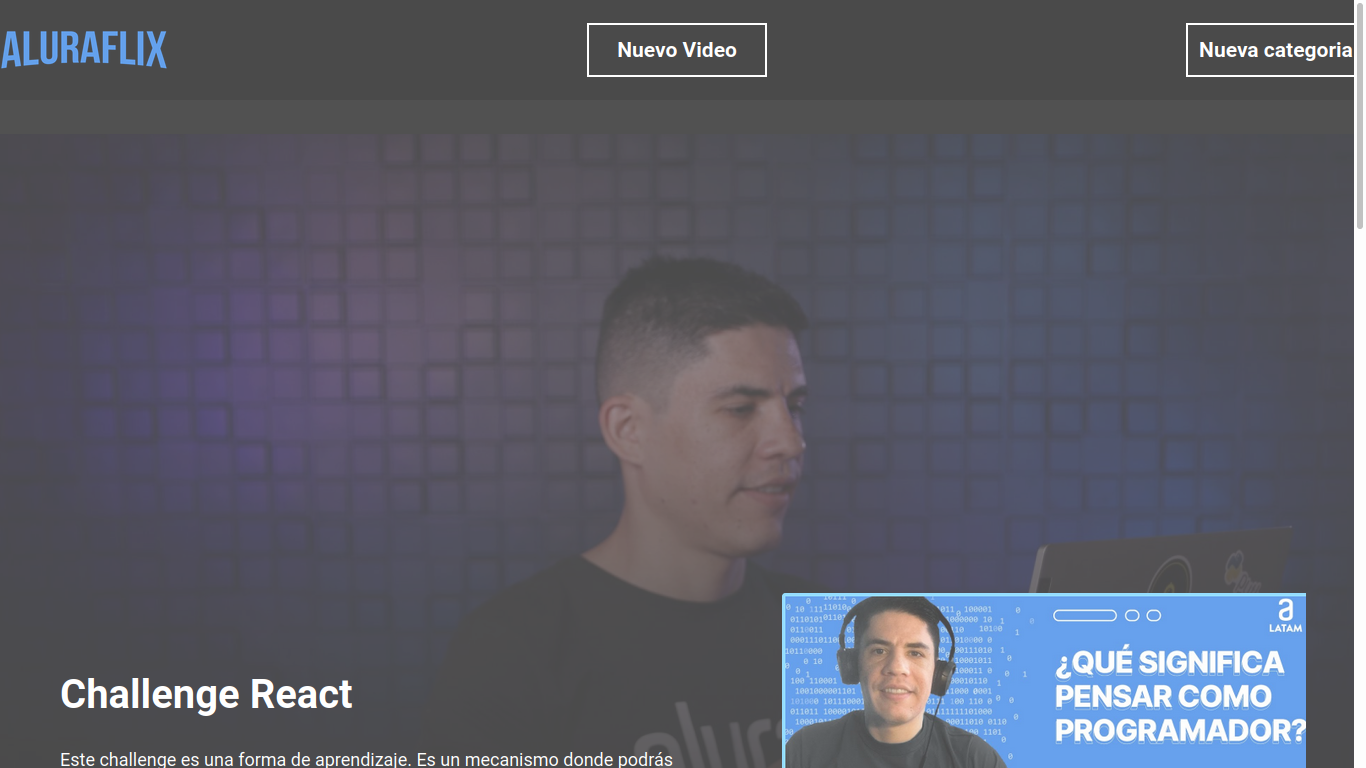 ALURAFLIX
Nuevo Video
Nueva categoria
a
LATAM
¿QUÉ SIGNIFICA
PENSAR COMO
PROGRAMADOR?
Challenge React
alura
Este challenge es una forma de aprendizaje. Es un mecanismo donde podrás